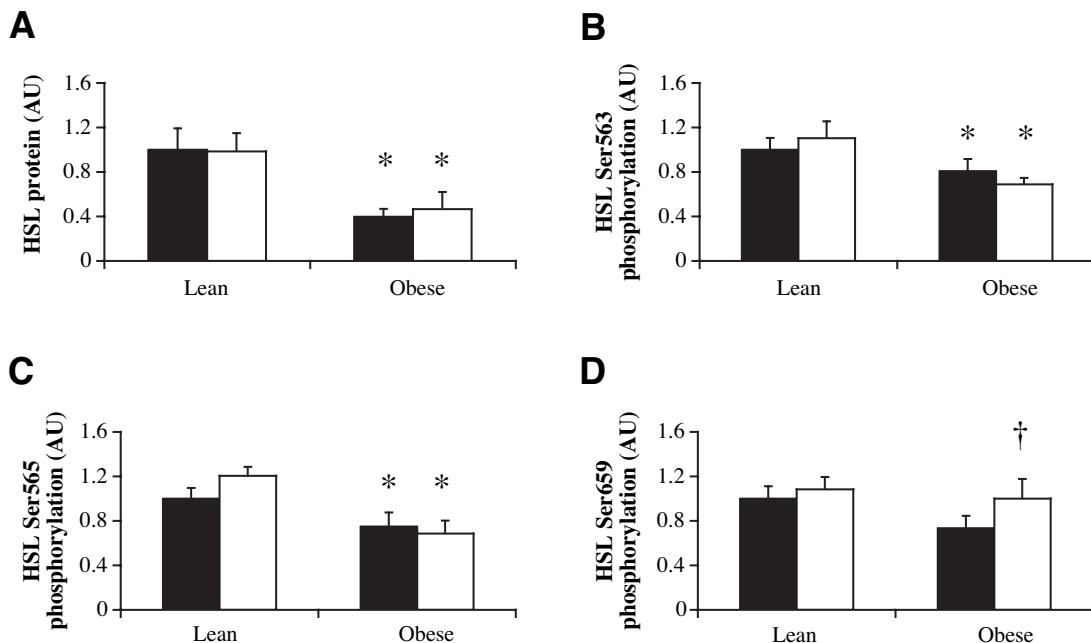 A
HSL protein (AU)
1.6
1.2
0.8
0.4
0
* *
Lean Obese
B
HSL Ser563
phosphorylation (AU)
1.6
1.2
0.8
0.4
0
* *
Lean Obese
C
HSL Ser565
phosphorylation (AU)
1.6
1.2
0.8
0.4
0
* *
Lean Obese
D
HSL Ser659
phosphorylation (AU)
1.6
1.2
0.8
0.4
0
†
Lean Obese